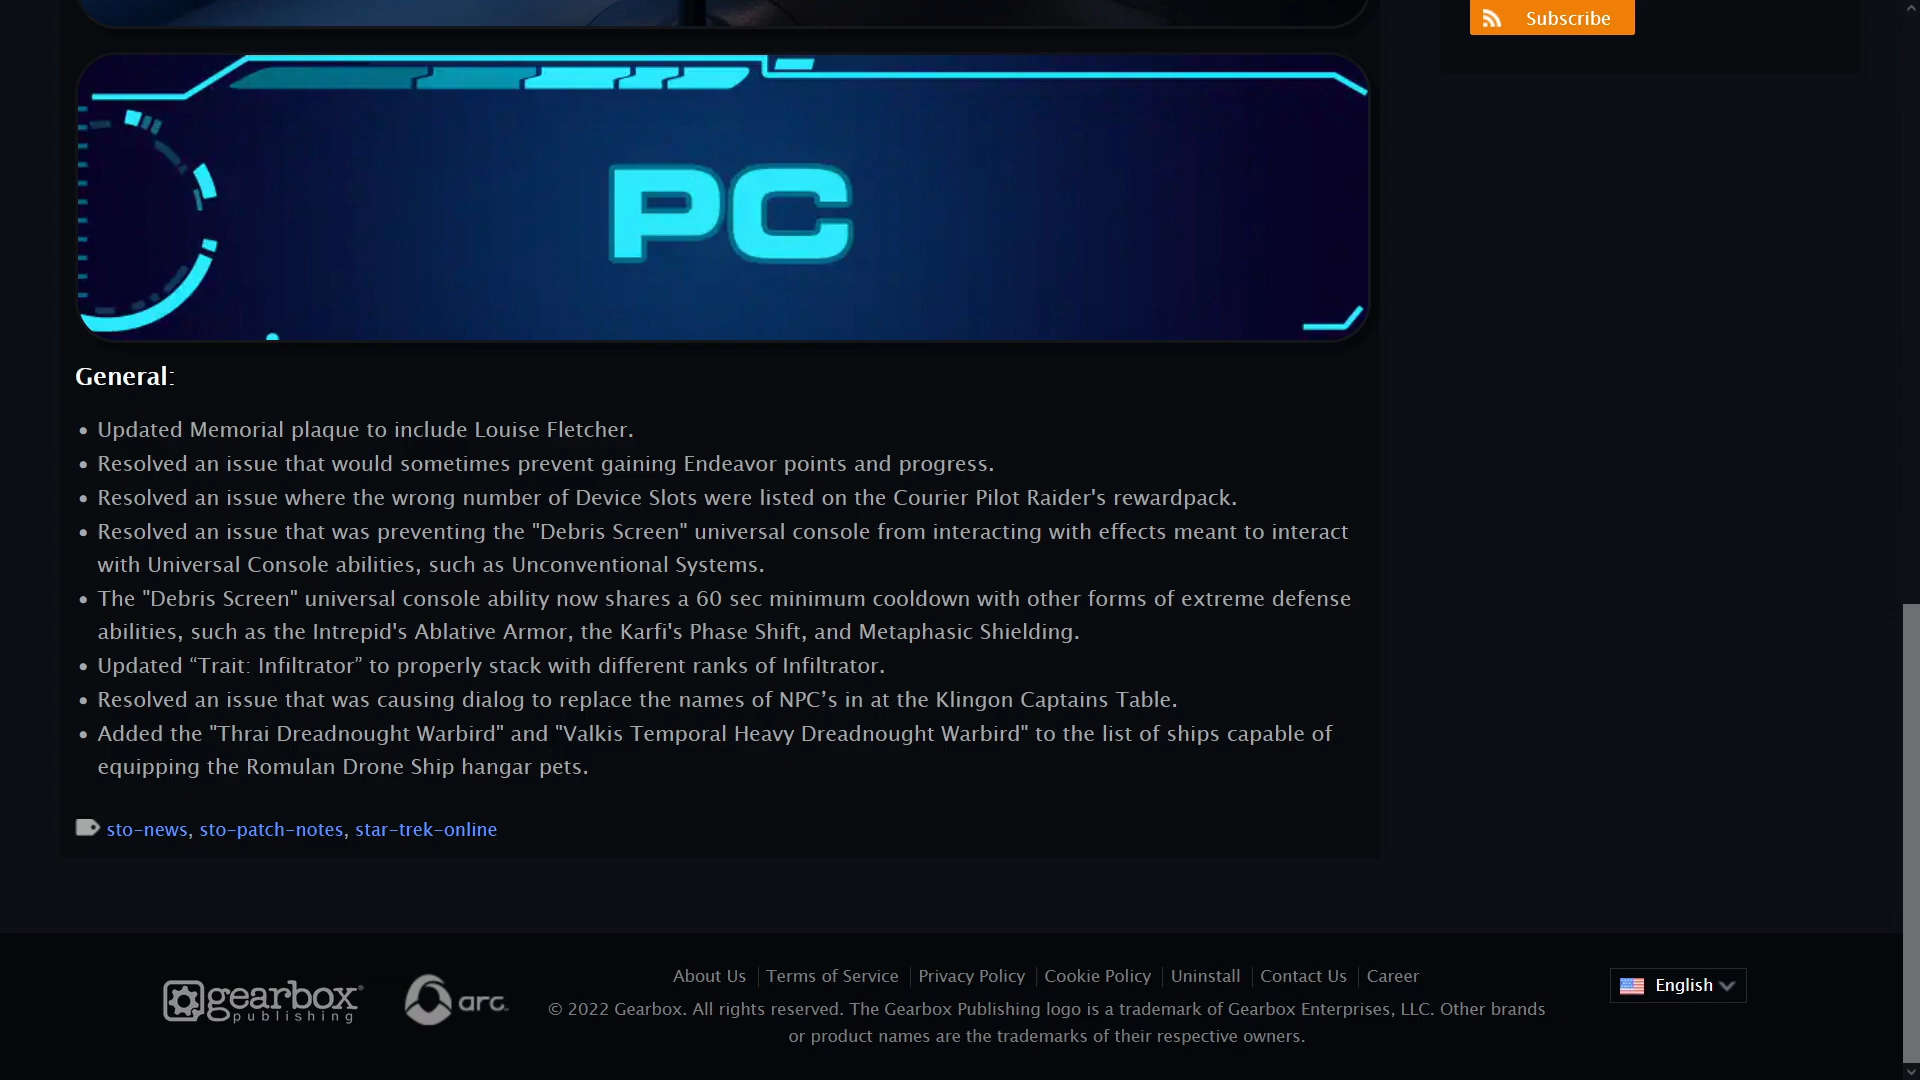 Subscribe
PC
General:
• Updated Memorial plaque to include Louise Fletcher.
• Resolved an issue that would sometimes prevent gaining Endeavor points and progress.
• Resolved an issue where the wrong number of Device Slots were listed on the Courier Pilot Raider's rewardpack.
• Resolved an issue that was preventing the "Debris Screen" universal console from interacting with effects meant to interact
with Universal Console abilities, such as Unconventional Systems.
• The "Debris Screen" universal console ability now shares a 60 sec minimum cooldown with other forms of extreme defense
abilities, such as the Intrepid's Ablative Armor, the Karfi's Phase Shift, and Metaphasic Shielding.
• Updated “Trait: Infiltrator” to properly stack with different ranks of Infiltrator.
• Resolved an issue that was causing dialog to replace the names of NPC’s in at the Klingon Captains Table.
• Added the "Thrai Dreadnought Warbird" and "Valkis Temporal Heavy Dreadnought Warbird" to the list of ships capable of
equipping the Romulan Drone Ship hangar pets.
sto-news, sto-patch-notes, star-trek-online
gearbox®
publishing
arc.
About Us | Terms of Service | Privacy Policy | Cookie Policy | Uninstall | Contact Us | Career
© 2022 Gearbox. All rights reserved. The Gearbox Publishing logo is a trademark of Gearbox Enterprises, LLC. Other brands
or product names are the trademarks of their respective owners.
English